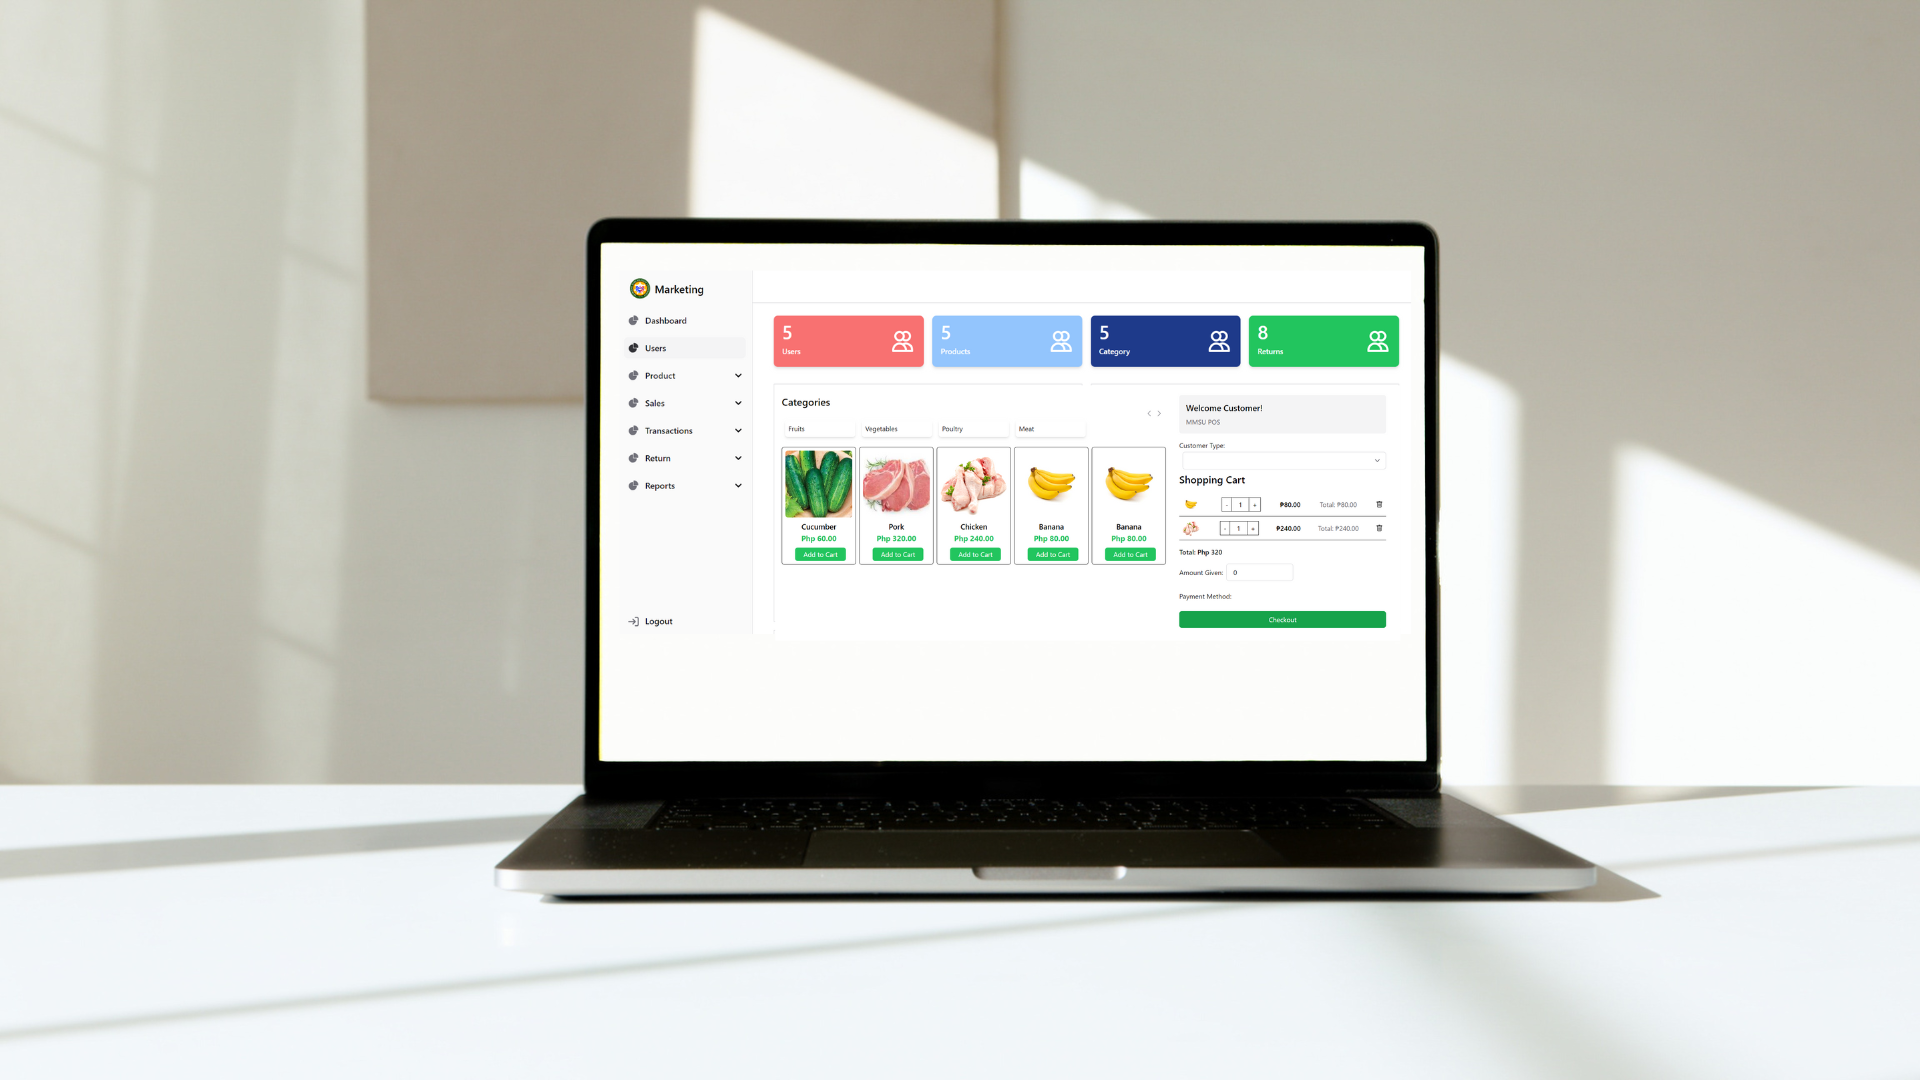 Marketing
Dashboard
Users
Product
Sales
Transactions
Return
Reports
Logout
5
Users
5
Products
5
Category
8
Returns
Categories
Fruits
Vegetables
Poultry
Meat
Cucumber
Php 60.00
Add to Cart
Pork
Php 320.00
Add to Cart
Chicken
Php 240.00
Add to Cart
Banana
Php 80.00
Add to Cart
Banana
Php 80.00
Add to Cart
Welcome Customer!
MMSU POS
Customer Type:
Shopping Cart
- 1 + ₱80.00 Total: ₱80.00
- 1 + ₱240.00 Total: ₱240.00
Total: Php 320
Amount Given: 0
Payment Method:
Checkout